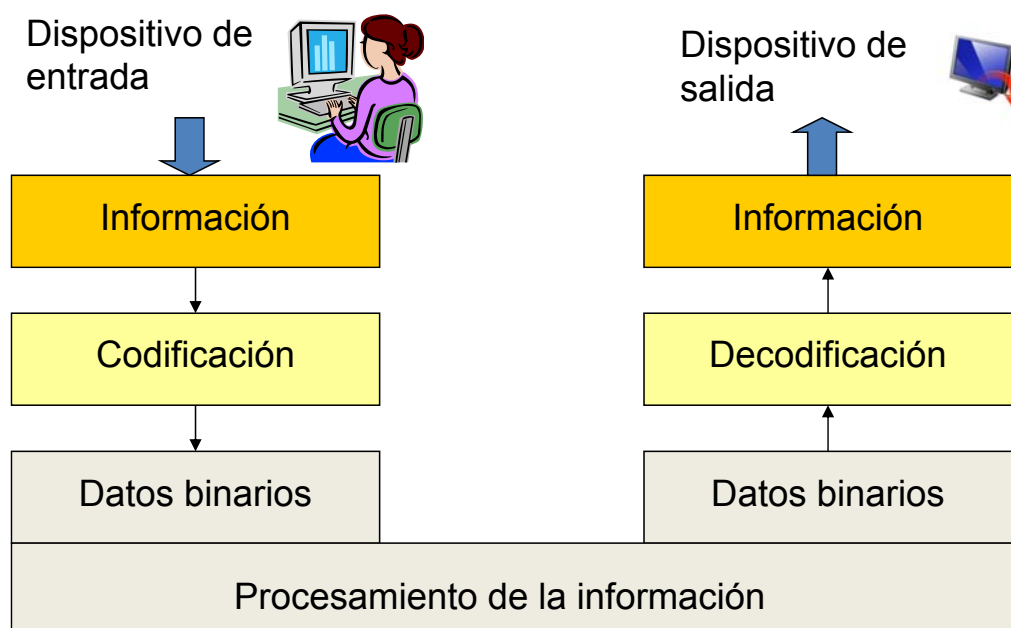 Dispositivo de
entrada
Información
Codificación
Datos binarios
Dispositivo de
salida
Información
Decodificación
Datos binarios
Procesamiento de la información